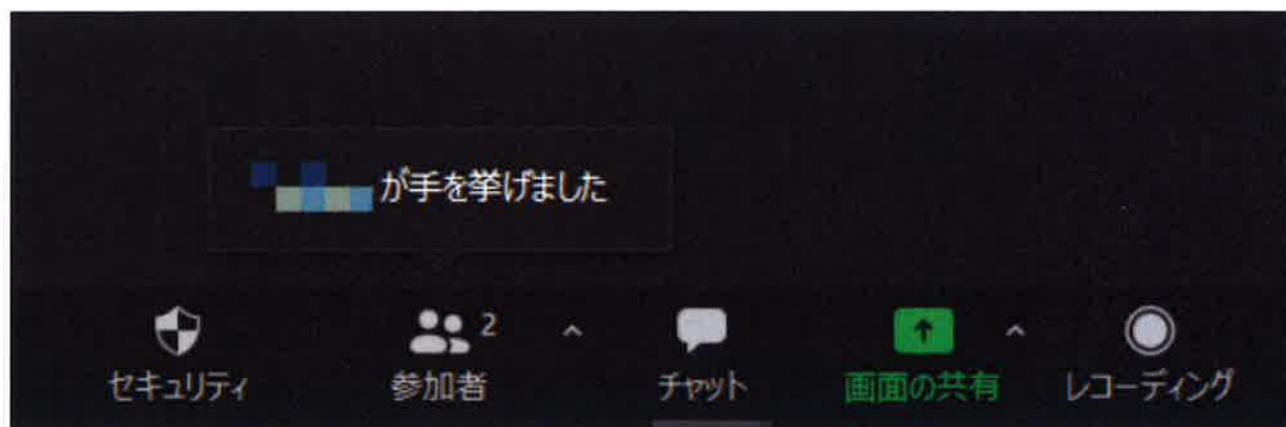 が手を挙げました
2
セキュリティ
参加者
チャット
画面の共有
レコーディング